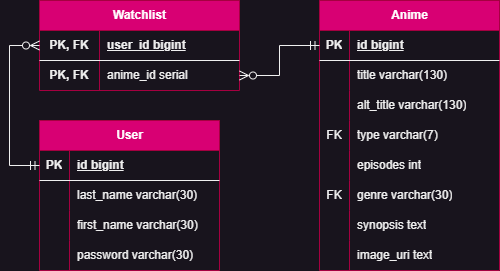 Watchlist
PK, FK user_id bigint
PK, FK anime_id serial
User
PK id bigint
last_name varchar(30)
first_name varchar(30)
password varchar(30)
Anime
PK id bigint
title varchar(130)
alt_title varchar(130)
FK type varchar(7)
episodes int
FK genre varchar(30)
synopsis text
image_uri text